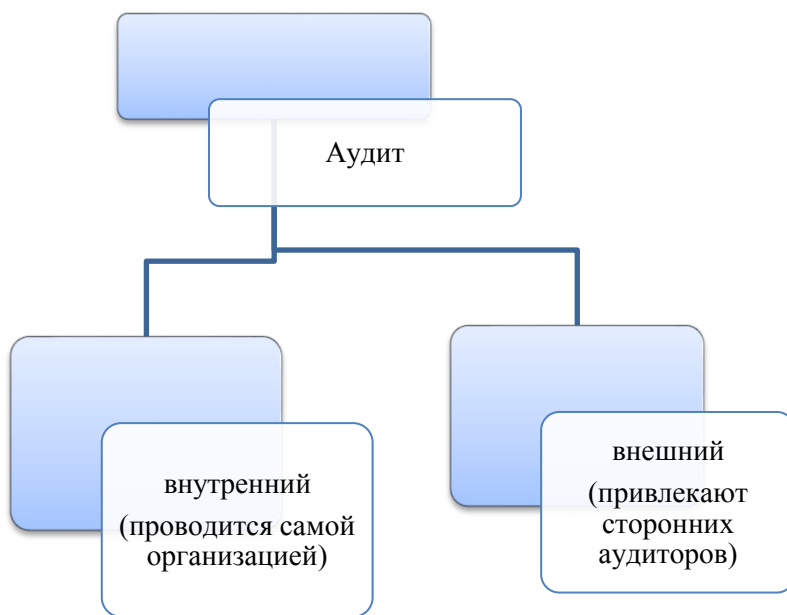 Аудит
внутренний
(проводится самой
организацией)
внешний
(привлекают
сторонних
аудиторов)